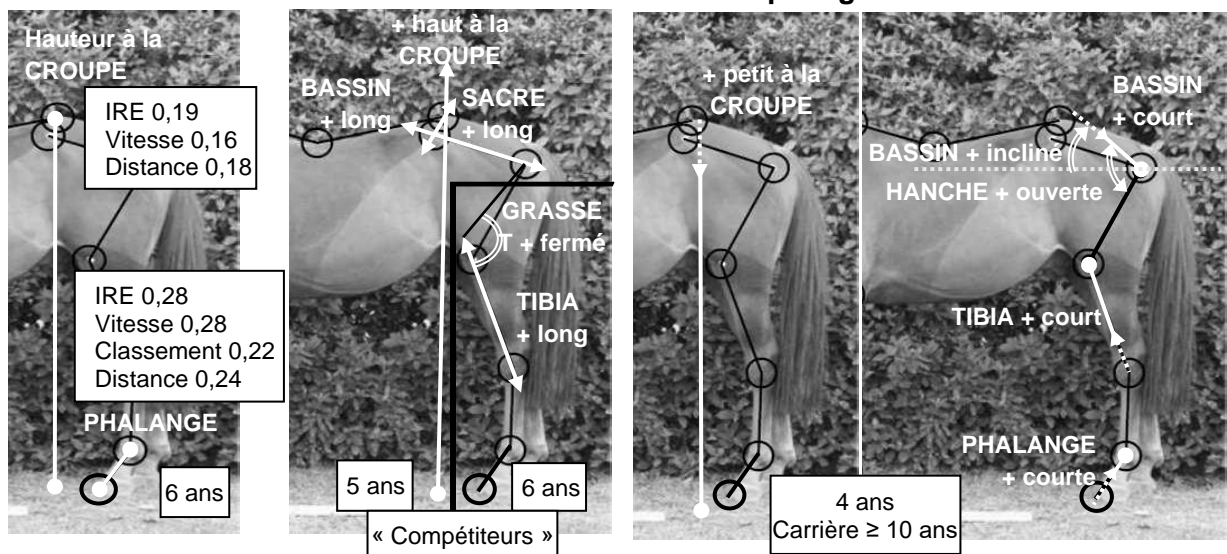 Hauteur à la
CROUPE
IRE 0,19
Vitesse 0,16
Distance 0,18
IRE 0,28
Vitesse 0,28
Classement 0,22
Distance 0,24
PHALANGE
6 ans
+ haut à la
CROUPE
BASSIN
+ long
SACRE
+ long
GRASSE
T + fermé
TIBIA
+ long
5 ans
6 ans
« Compétiteurs »
+ petit à la
CROUPE
BASSIN
+ court
BASSIN + incliné
HANCHE + ouverte
TIBIA + court
PHALANGE
+ courte
4 ans
Carrière ≥ 10 ans